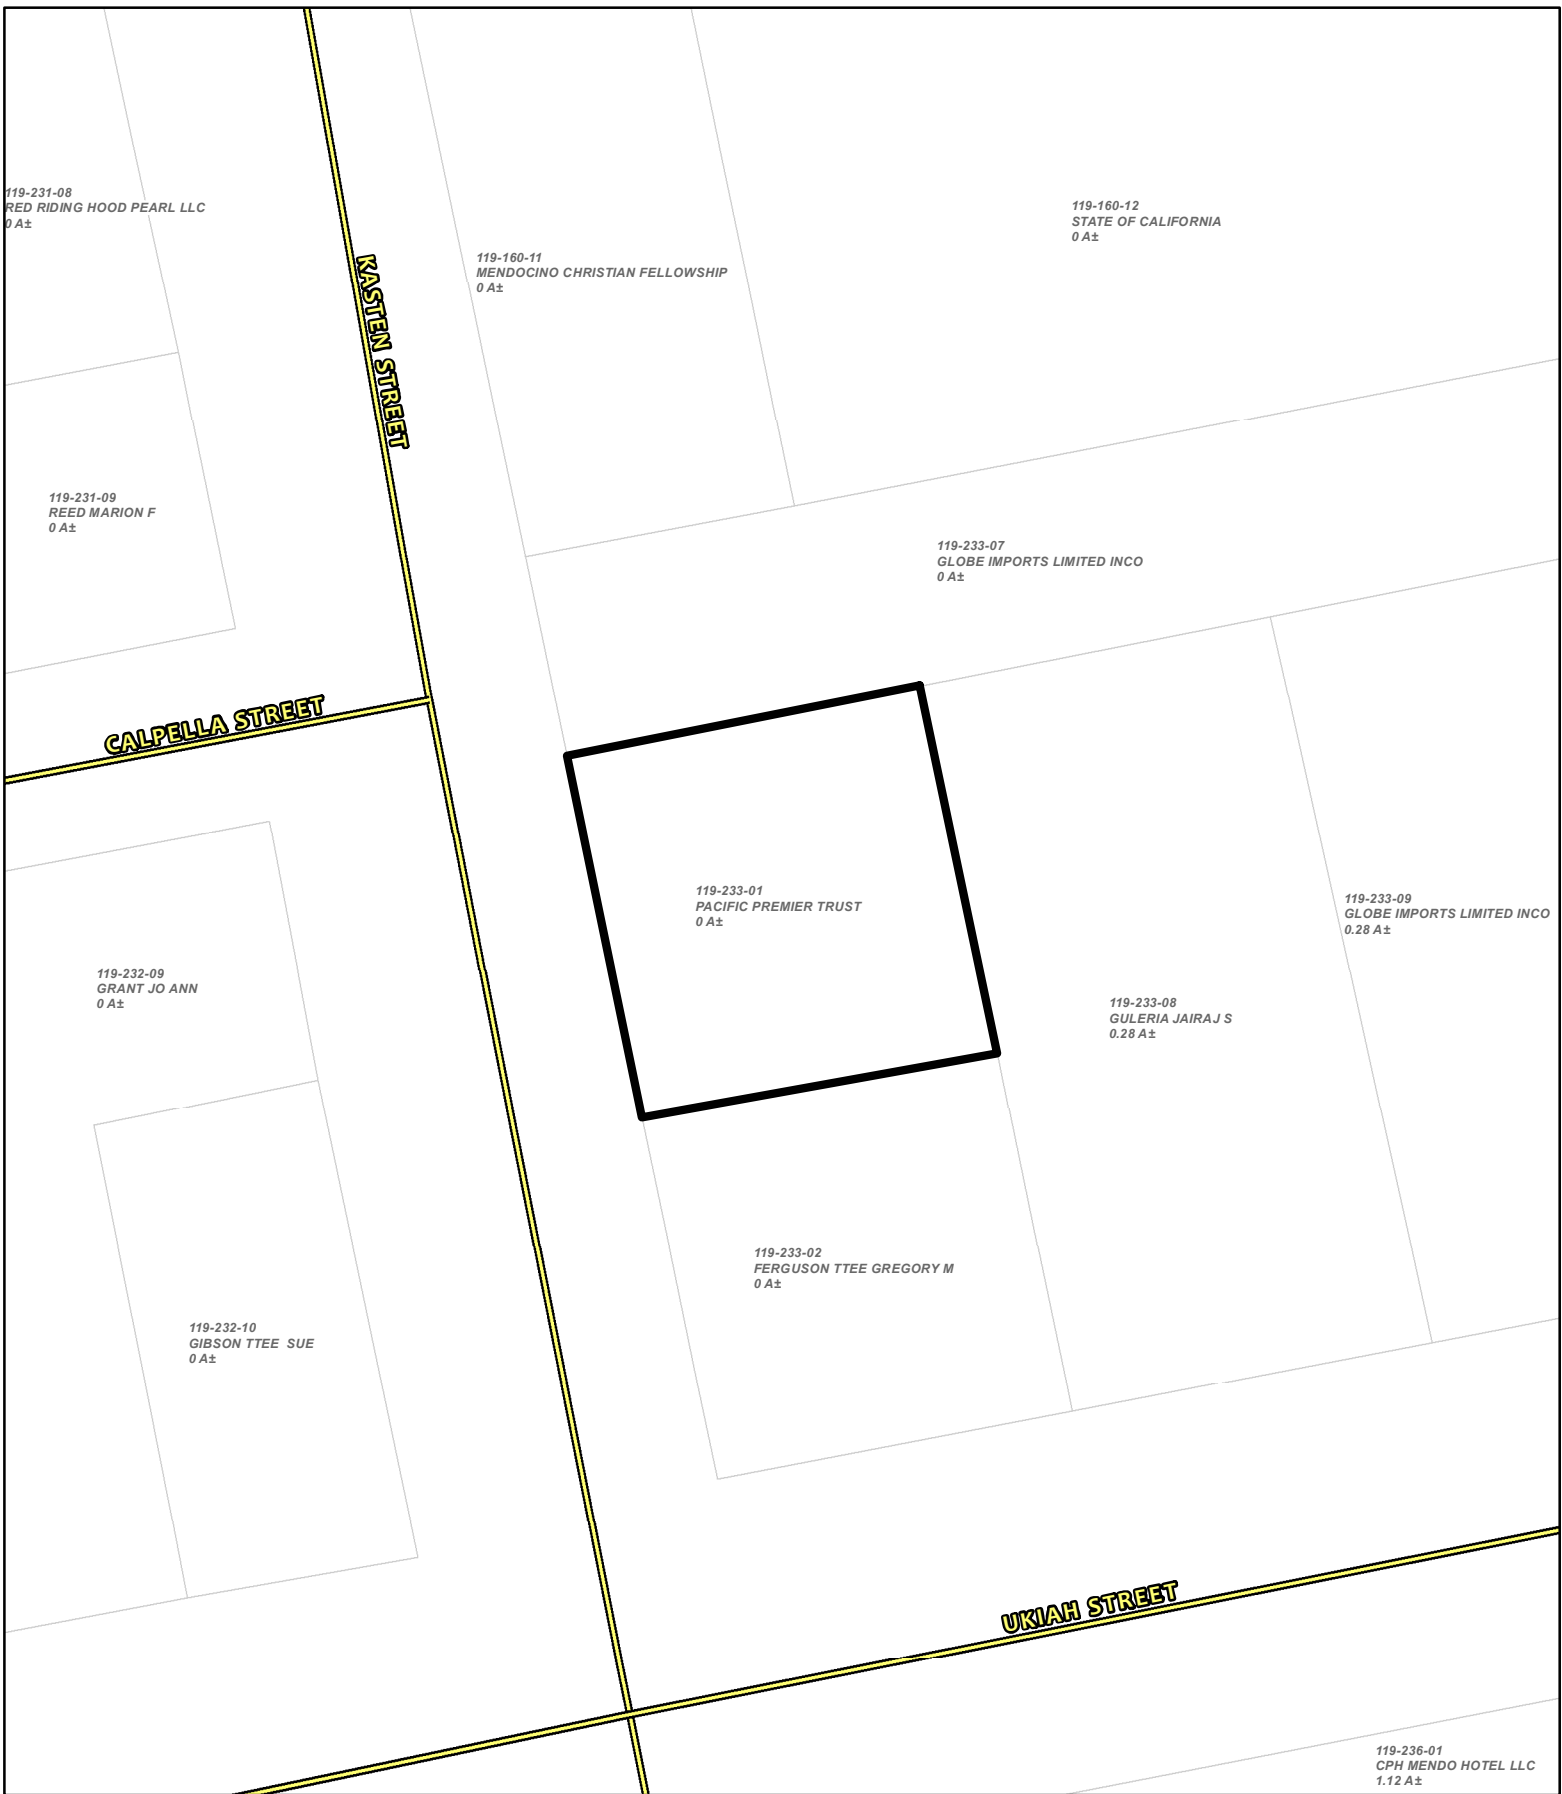 119-231-08
RED RIDING HOOD PEARL LLC
0 A±
119-160-12
STATE OF CALIFORNIA
0 A±
119-160-11
MENDOCINO CHRISTIAN FELLOWSHIP
0 A±
KASTEN STREET
119-231-09
REED MARION F
0 A±
119-233-07
GLOBE IMPORTS LIMITED INCO
0 A±
CALPELLA STREET
119-233-01
PACIFIC PREMIER TRUST
0 A±
119-233-09
GLOBE IMPORTS LIMITED INCO
0.28 A±
119-232-09
GRANT JO ANN
0 A±
119-233-08
GULERIA JAIRAJ S
0.28 A±
119-233-02
FERGUSON TTEE GREGORY M
0 A±
119-232-10
GIBSON TTEE  SUE
0 A±
UKIAH STREET
119-236-01
CPH MENDO HOTEL LLC
1.12 A±